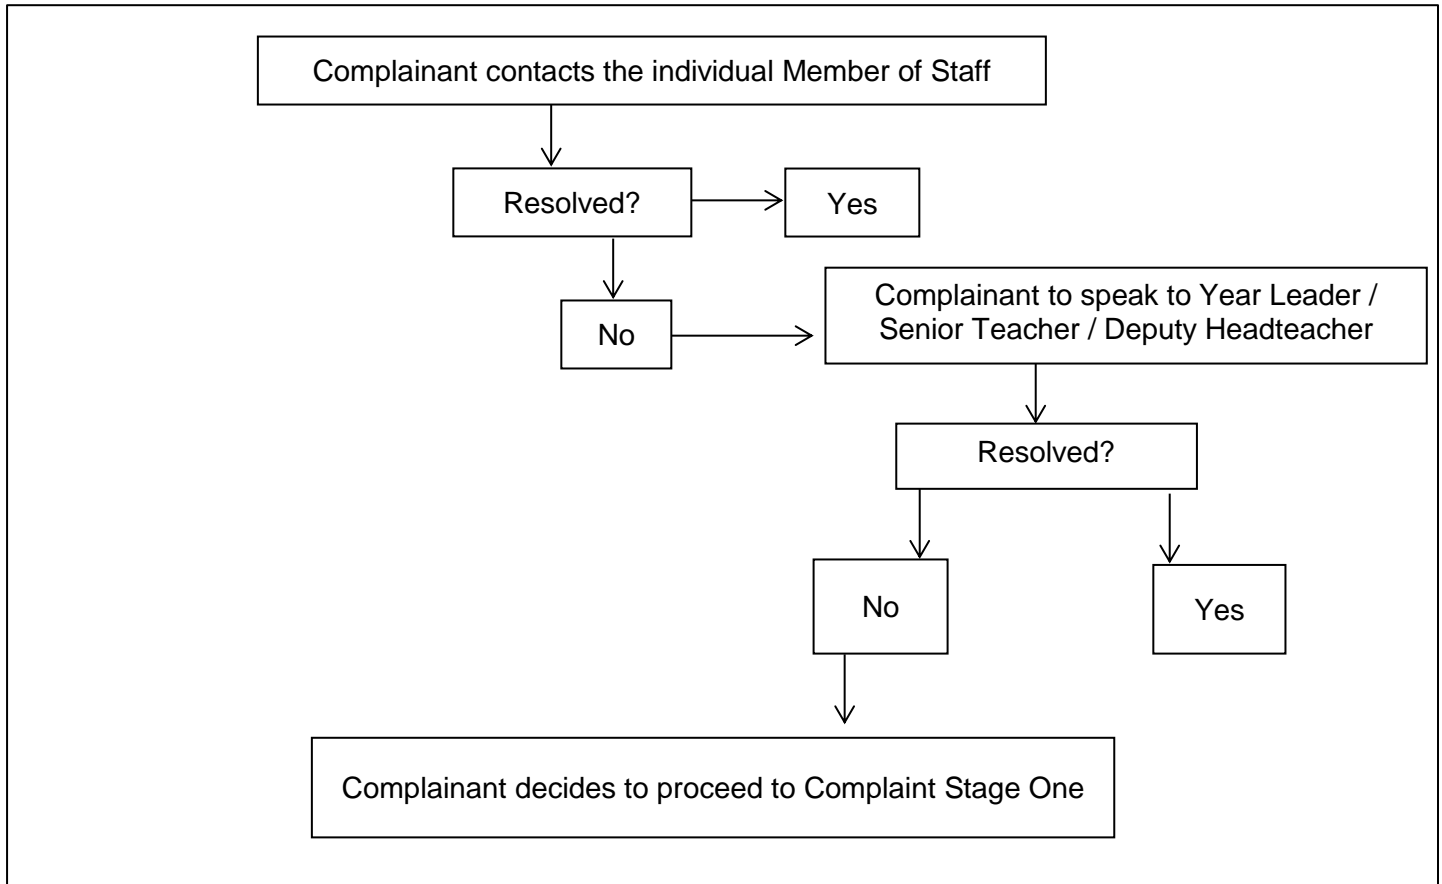 Complainant contacts the individual Member of Staff
Resolved?
Yes
No
Complainant to speak to Year Leader /
Senior Teacher / Deputy Headteacher
Resolved?
No
Yes
Complainant decides to proceed to Complaint Stage One